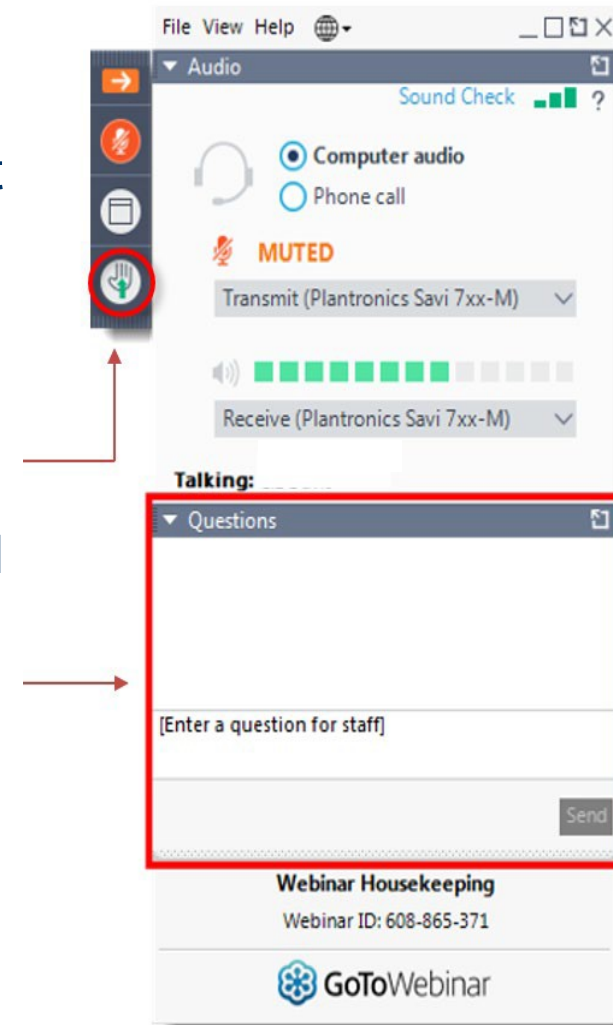 File View Help
Audio
Sound Check ?
Computer audio
Phone call
MUTED
Transmit (Plantronics Savi 7xx-M)
Receive (Plantronics Savi 7xx-M)
Talking:
Questions
[Enter a question for staff]
Send
Webinar Housekeeping
Webinar ID: 608-865-371
GoToWebinar